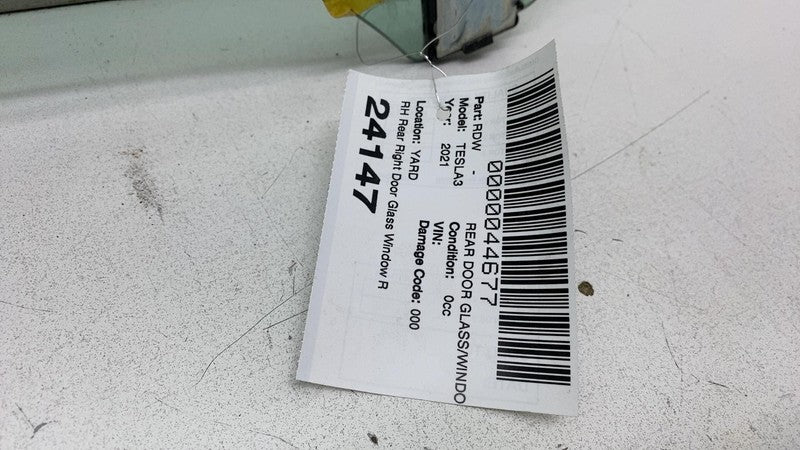 0000044677
Part: RDW - REAR DOOR GLASS/WINDO
Model: TESLA3 Condition: 0cc
Year: 2021 VIN:
Location: YARD Damage Code: 000
RH Rear Right Door Glass Window R
24147